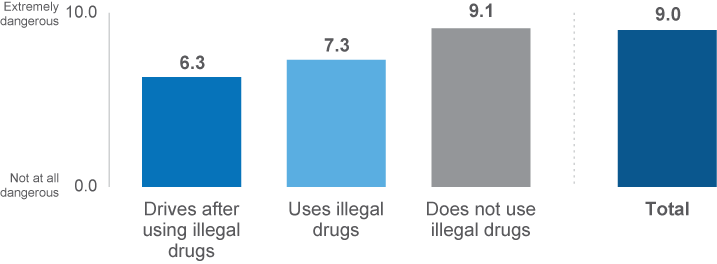 Extremely
dangerous
10.0
6.3
7.3
9.1
9.0
Not at all
dangerous
0.0
Drives after
using illegal
drugs
Uses illegal
drugs
Does not use
illegal drugs
Total